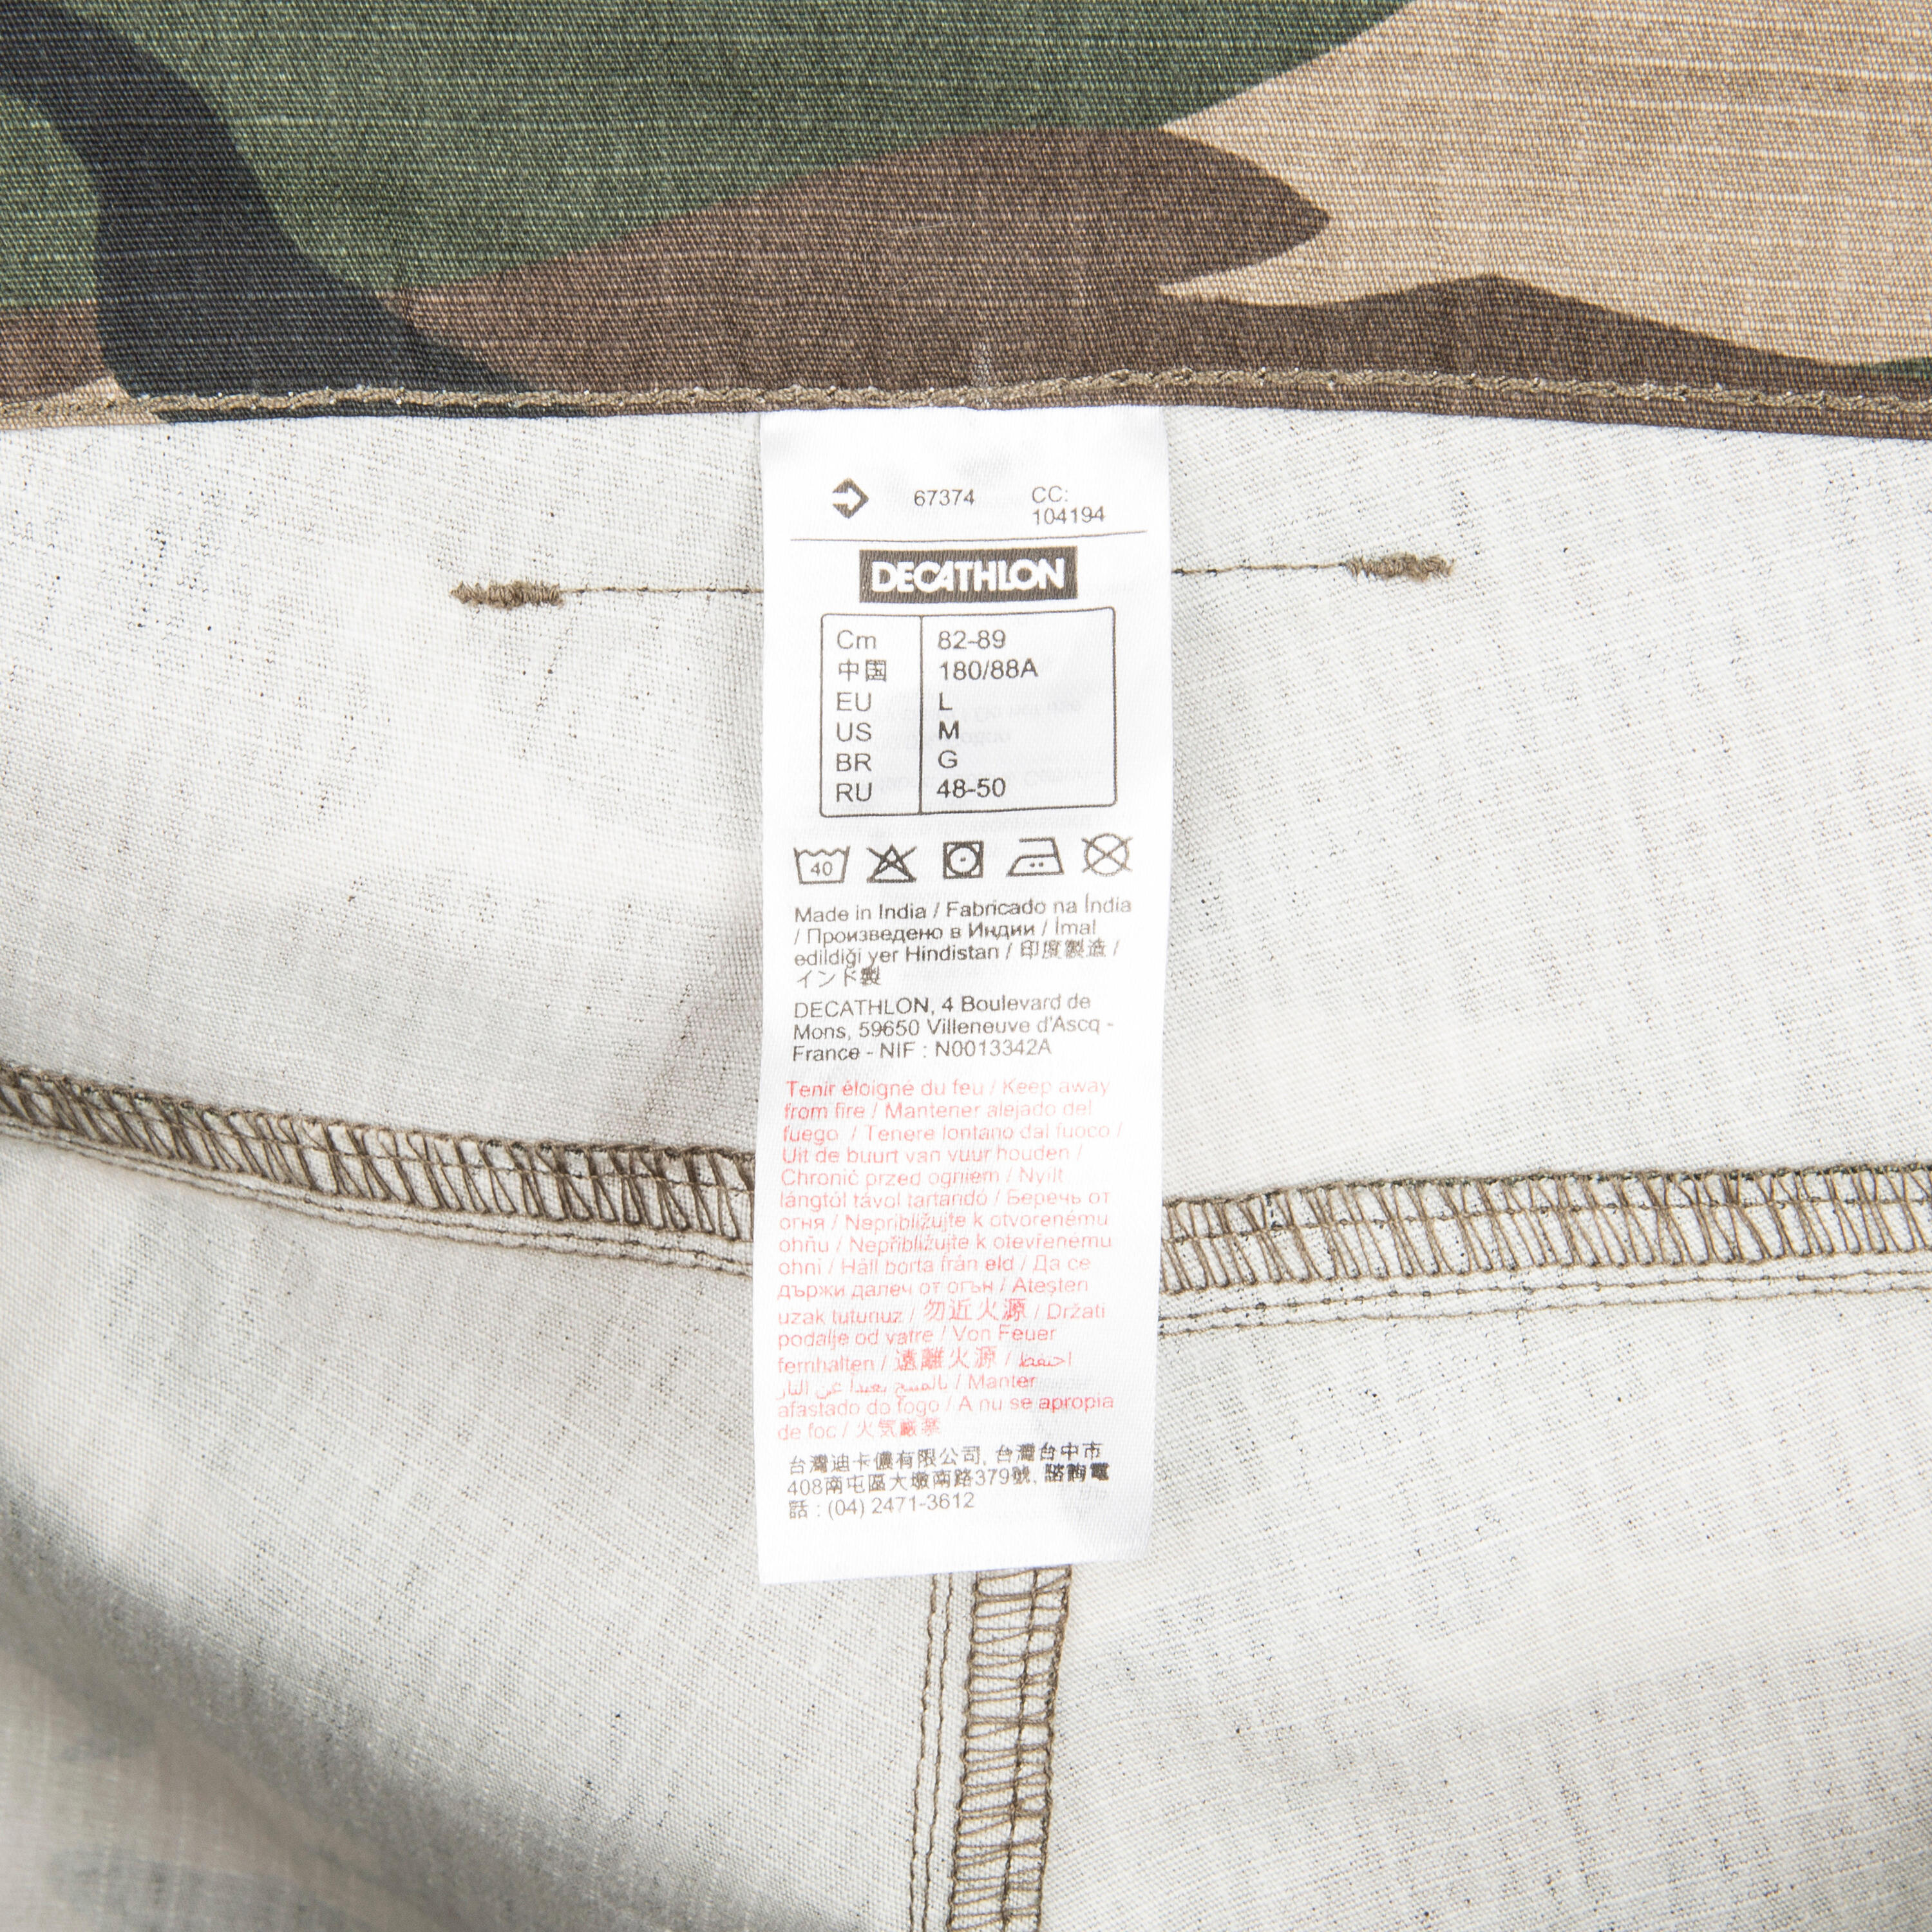 67374 CC:
104194
DECATHLON
Cm 82-89
中国 180/88A
EU L
US M
BR G
RU 48-50
40
Made in India / Fabricado na Índia
/ Произведено в Индии / İmal
edildiği yer Hindistan / 印度製造 /
インド製
DECATHLON, 4 Boulevard de
Mons, 59650 Villeneuve d'Ascq -
France - NIF : N0013342A
Tenir éloigné du feu / Keep away
from fire / Mantener alejado del
fuego / Tenere lontano dal fuoco /
Uit de buurt van vuur houden /
Chronić przed ogniem / Nyílt
lángtól távol tartandó / Беречь от
огня / Nepribližujte k otvorenému
ohňu / Nepřibližujte k otevřenému
ohni / Håll borta från eld / Да се
държи далеч от огън / Ateşten
uzak tutunuz / 勿近火源 / Držati
podalje od vatre / Von Feuer
fernhalten / 遠離火源 / احتفظ
بالمنتج بعيدا عن النار / Manter
afastado do fogo / A nu se apropia
de foc / 火気厳禁
台灣迪卡儂有限公司, 台灣台中市
408南屯區大墩南路379號, 諮詢電
話 : (04) 2471-3612